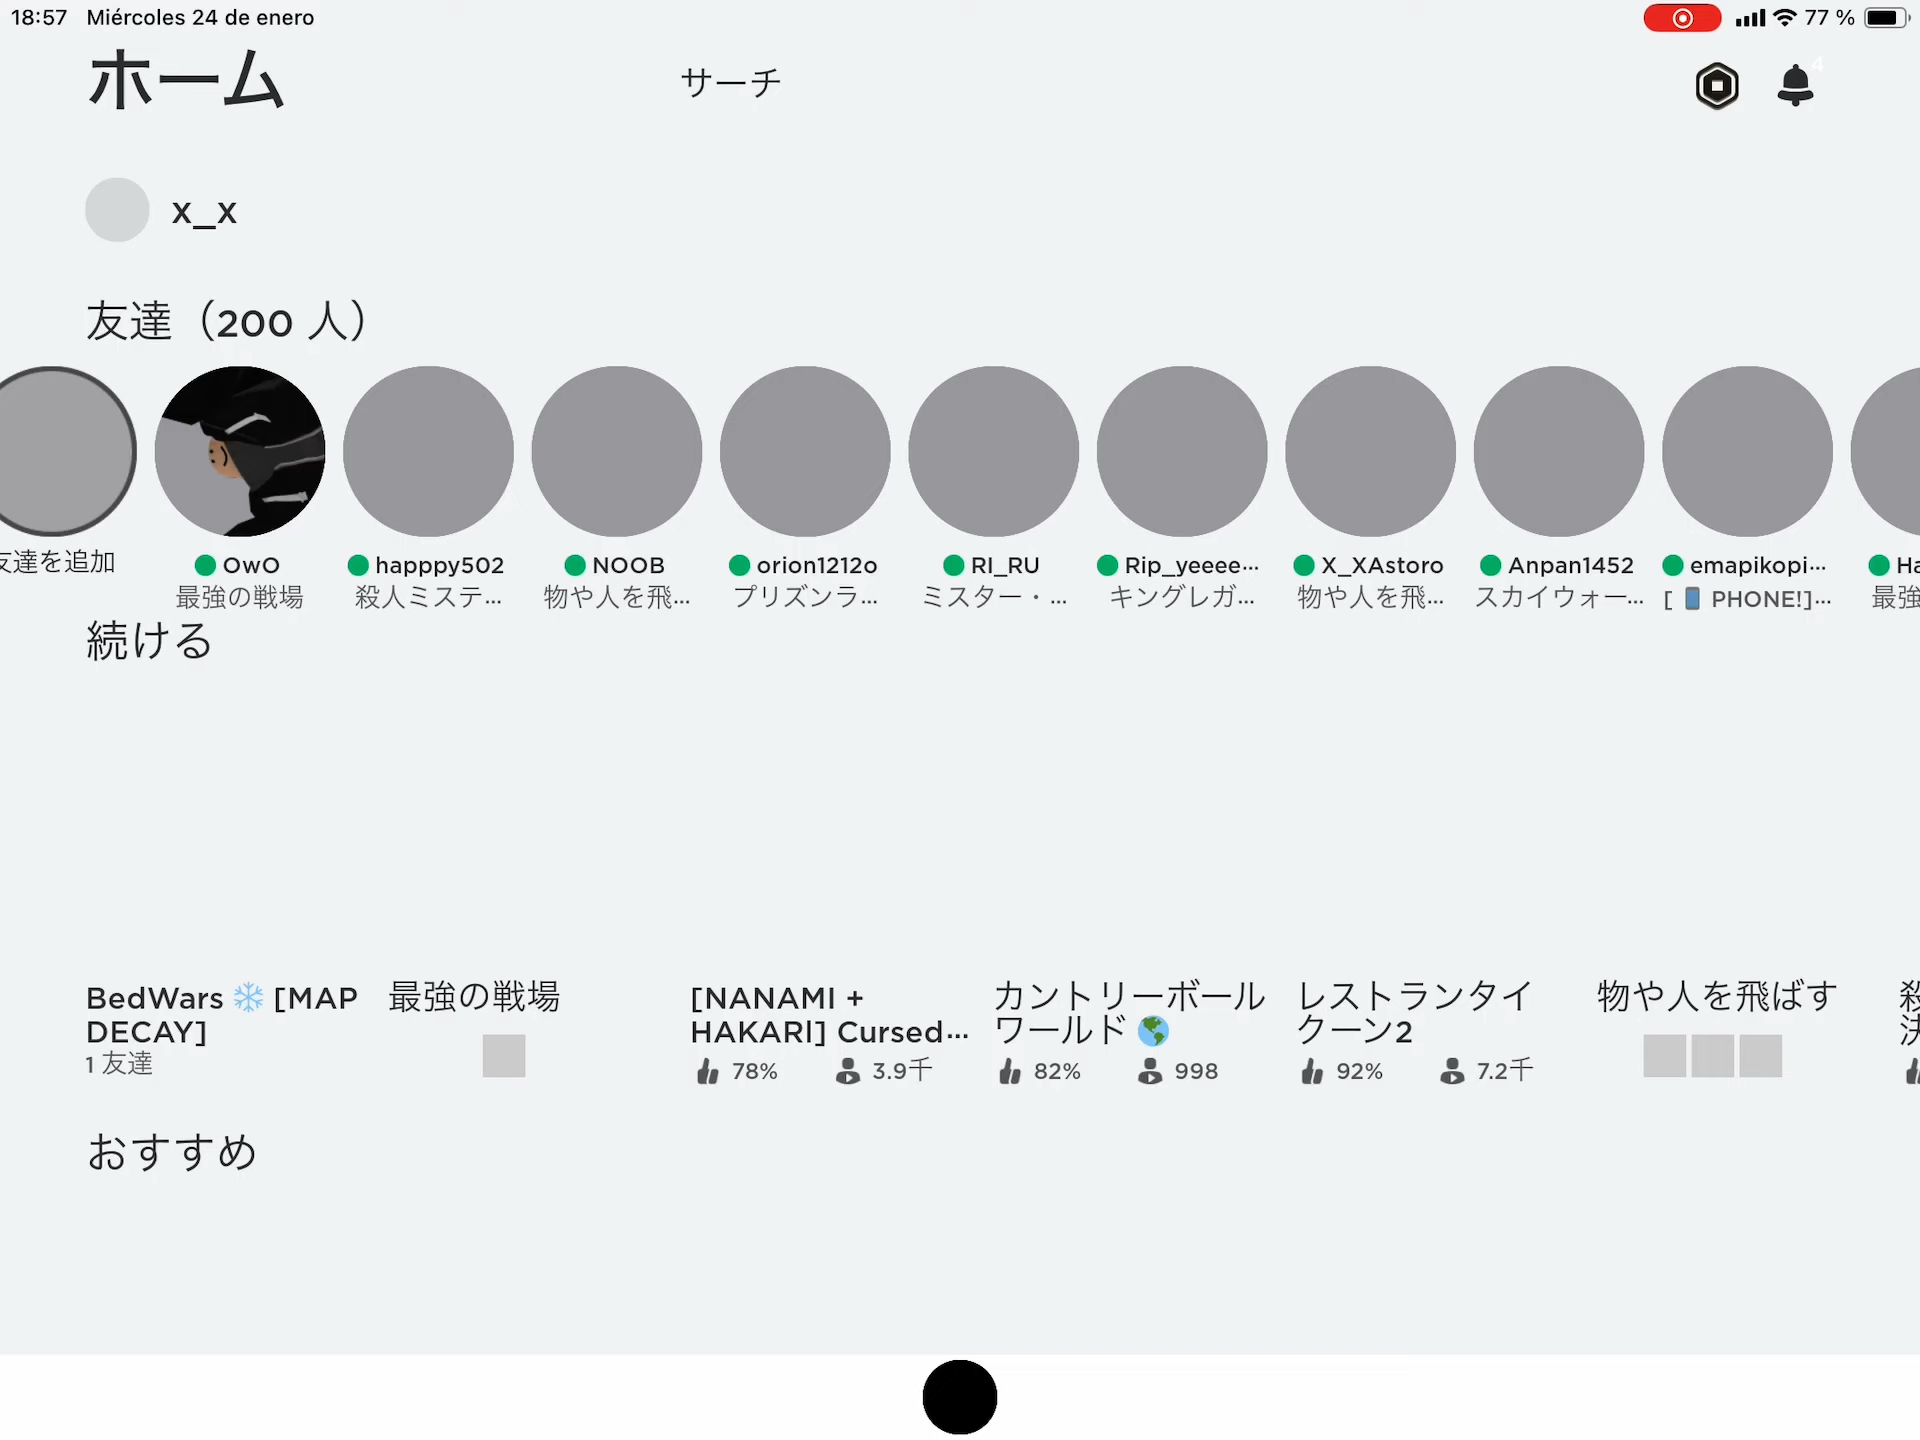 18:57 Miércoles 24 de enero 77 %
ホーム
サーチ
4
x_x
友達（200 人）
友達を追加
OwO
最強の戦場
happpy502
殺人ミステ...
NOOB
物や人を飛...
orion1212o
プリズンラ...
RI_RU
ミスター・...
Rip_yeeee...
キングレガ...
X_XAstoro
物や人を飛...
Anpan1452
スカイウォー...
emapikopi...
[📱 PHONE!]...
Ha
最強
続ける
BedWars ❄️ [MAP
DECAY]
1 友達
最強の戦場
[NANAMI +
HAKARI] Cursed...
78% 3.9千
カントリーボール
ワールド 🌎
82% 998
レストランタイ
クーン2
92% 7.2千
物や人を飛ばす
おすすめ